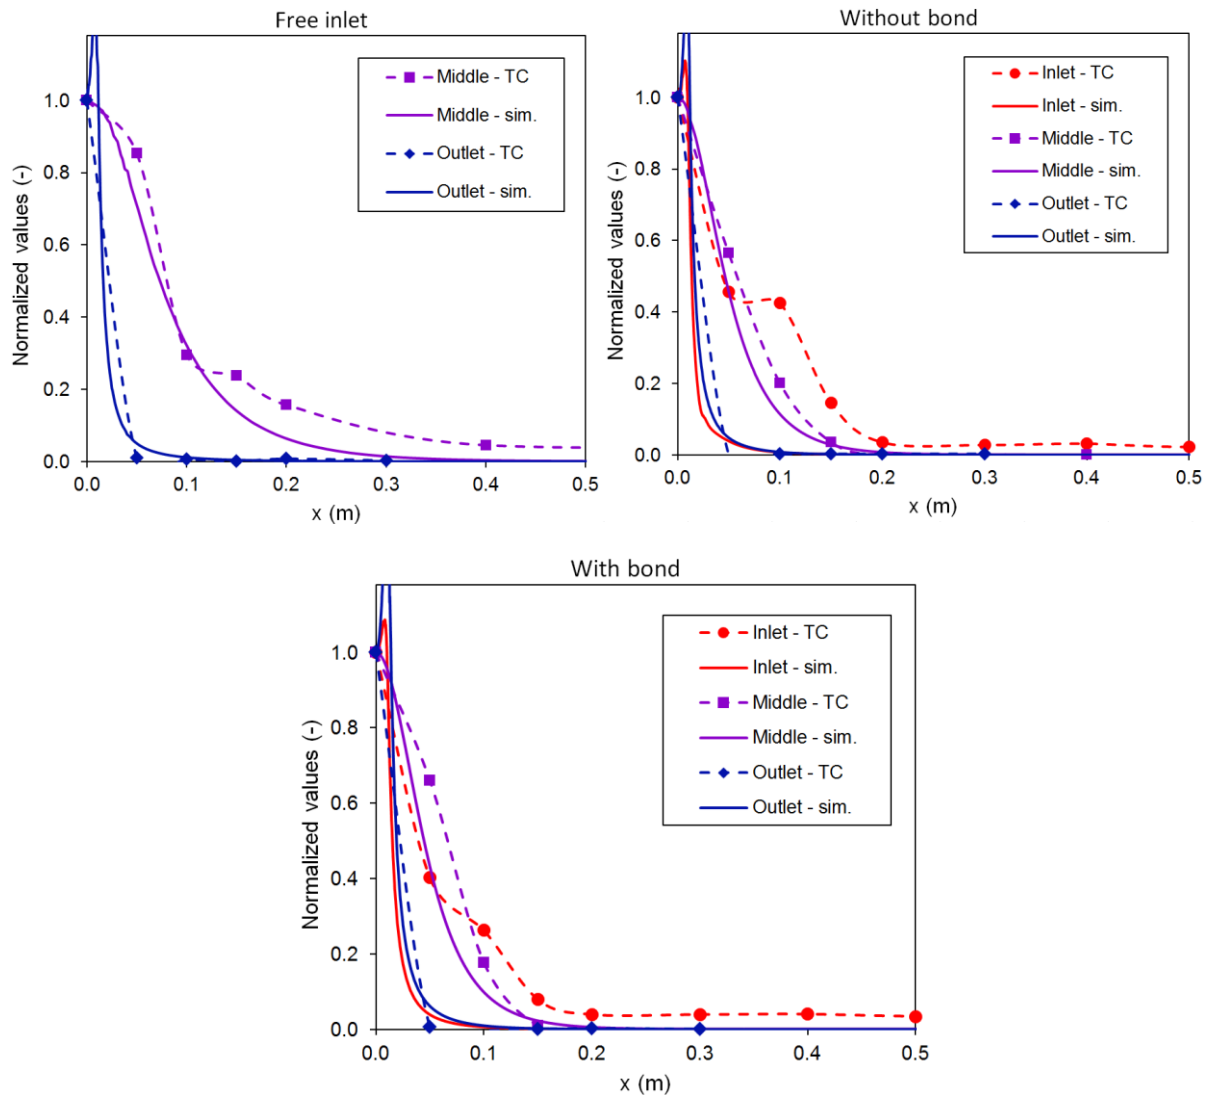 Free inlet
Normalized values (-)
1.0
0.8
0.6
0.4
0.2
0.0
Middle - TC
Middle - sim.
Outlet - TC
Outlet - sim.
0.0 0.1 0.2 0.3 0.4 0.5
x (m)
Without bond
Normalized values (-)
1.0
0.8
0.6
0.4
0.2
0.0
Inlet - TC
Inlet - sim.
Middle - TC
Middle - sim.
Outlet - TC
Outlet - sim.
0.0 0.1 0.2 0.3 0.4 0.5
x (m)
With bond
Normalized values (-)
1.0
0.8
0.6
0.4
0.2
0.0
Inlet - TC
Inlet - sim.
Middle - TC
Middle - sim.
Outlet - TC
Outlet - sim.
0.0 0.1 0.2 0.3 0.4 0.5
x (m)